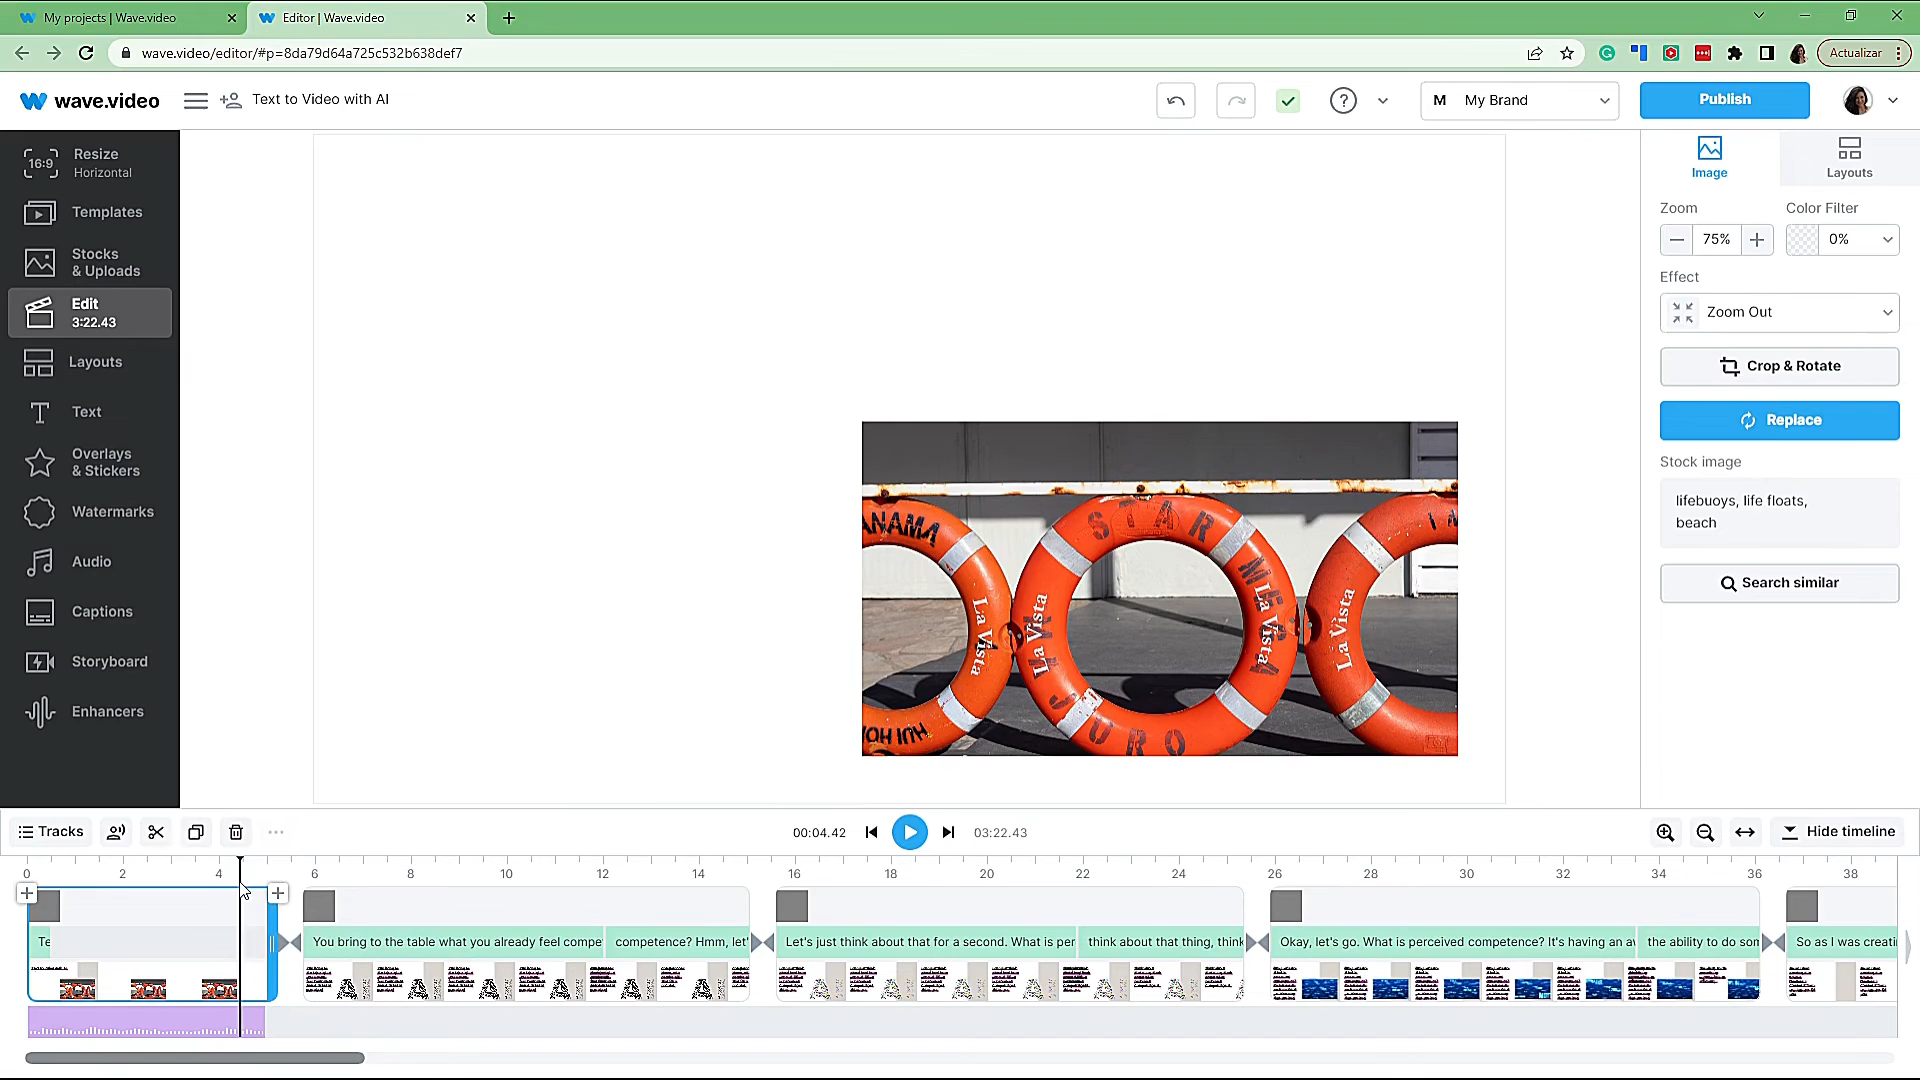 My projects | Wave.video
Editor | Wave.video
wave.video/editor/#p=8da79d64a725c532b638def7
Actualizar
wave.video
Text to Video with AI
M My Brand
Publish
16:9
Resize
Horizontal
Templates
Stocks
& Uploads
Edit
3:22.43
Layouts
Text
Overlays
& Stickers
Watermarks
Audio
Captions
Storyboard
Enhancers
Image
Layouts
Zoom
Color Filter
75%
0%
Effect
Zoom Out
Crop & Rotate
Replace
Stock image
lifebuoys, life floats,
beach
Search similar
STAR
La Vista
La Vista
La Vista
La Vista
Tracks
00:04.42
03:22.43
Hide timeline
0 2 4 6 8 10 12 14 16 18 20 22 24 26 28 30 32 34 36 38
Te
You bring to the table what you already feel compe
competence? Hmm, let'
Let's just think about that for a second. What is per
think about that thing, think
Okay, let's go. What is perceived competence? It's having an a
the ability to do som
So as I was creati